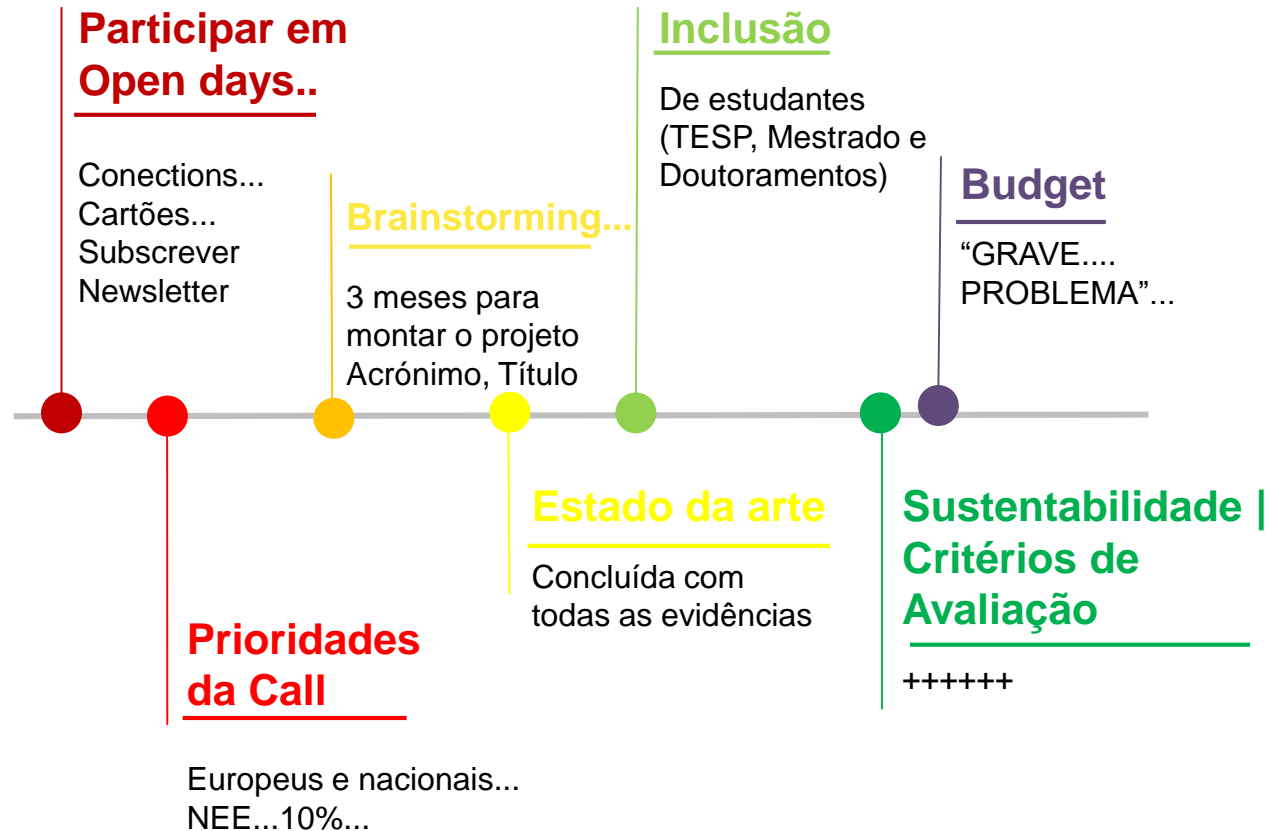 Participar em
Open days..
Conections...
Cartões...
Subscrever
Newsletter
Prioridades
da Call
Europeus e nacionais...
NEE...10%...
Brainstorming...
3 meses para
montar o projeto
Acrónimo, Título
Estado da arte
Concluída com
todas as evidências
Inclusão
De estudantes
(TESP, Mestrado e
Doutoramentos)
Sustentabilidade |
Critérios de
Avaliação
++++++
Budget
“GRAVE....
PROBLEMA”...